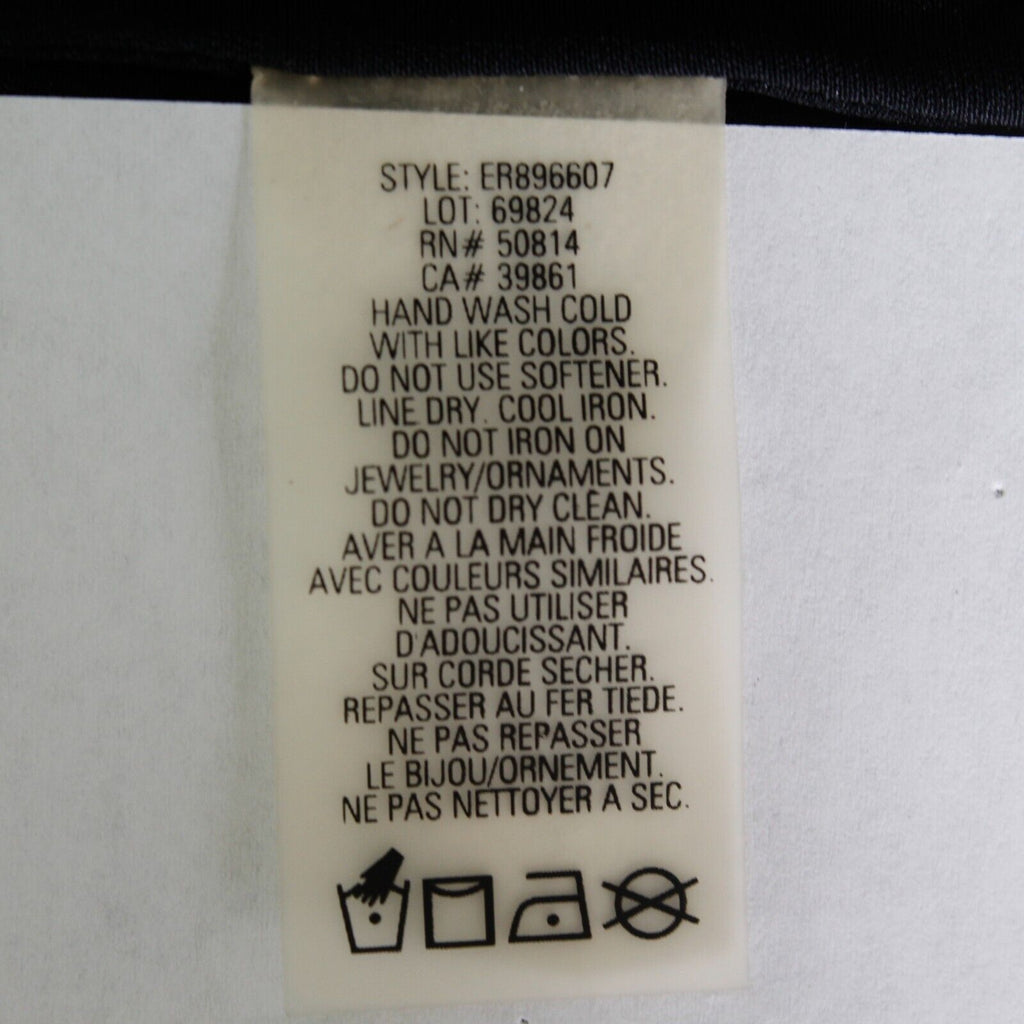 STYLE: ER896607
LOT: 69824
RN# 50814
CA# 39861
HAND WASH COLD
WITH LIKE COLORS.
DO NOT USE SOFTENER.
LINE DRY. COOL IRON.
DO NOT IRON ON
JEWELRY/ORNAMENTS.
DO NOT DRY CLEAN.
AVER A LA MAIN FROIDE
AVEC COULEURS SIMILAIRES.
NE PAS UTILISER
D'ADOUCISSANT.
SUR CORDE SECHER.
REPASSER AU FER TIEDE.
NE PAS REPASSER
LE BIJOU/ORNEMENT.
NE PAS NETTOYER A SEC.